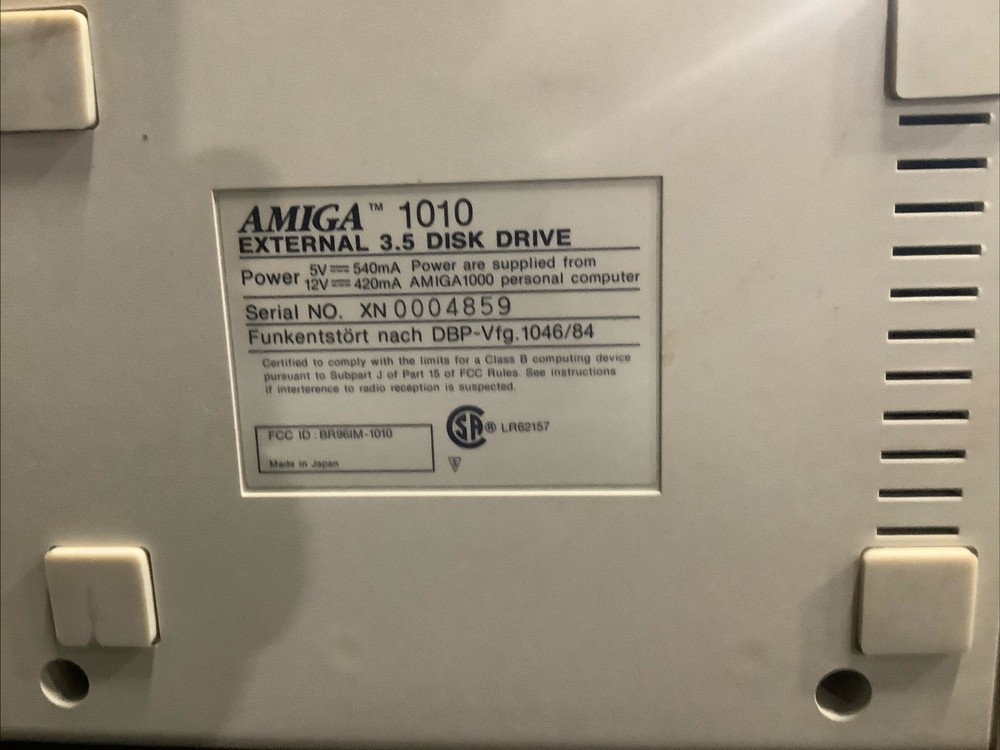 AMIGA™ 1010
EXTERNAL 3.5 DISK DRIVE
Power 5V⎓540mA Power are supplied from
12V⎓420mA AMIGA1000 personal computer
Serial NO. XN 0004859
Funkentstört nach DBP-Vfg.1046/84
Certified to comply with the limits for a Class B computing device
pursuant to Subpart J of Part 15 of FCC Rules. See instructions
if interference to radio reception is suspected.
FCC ID : BR96IM-1010
Made in Japan
SA® LR62157